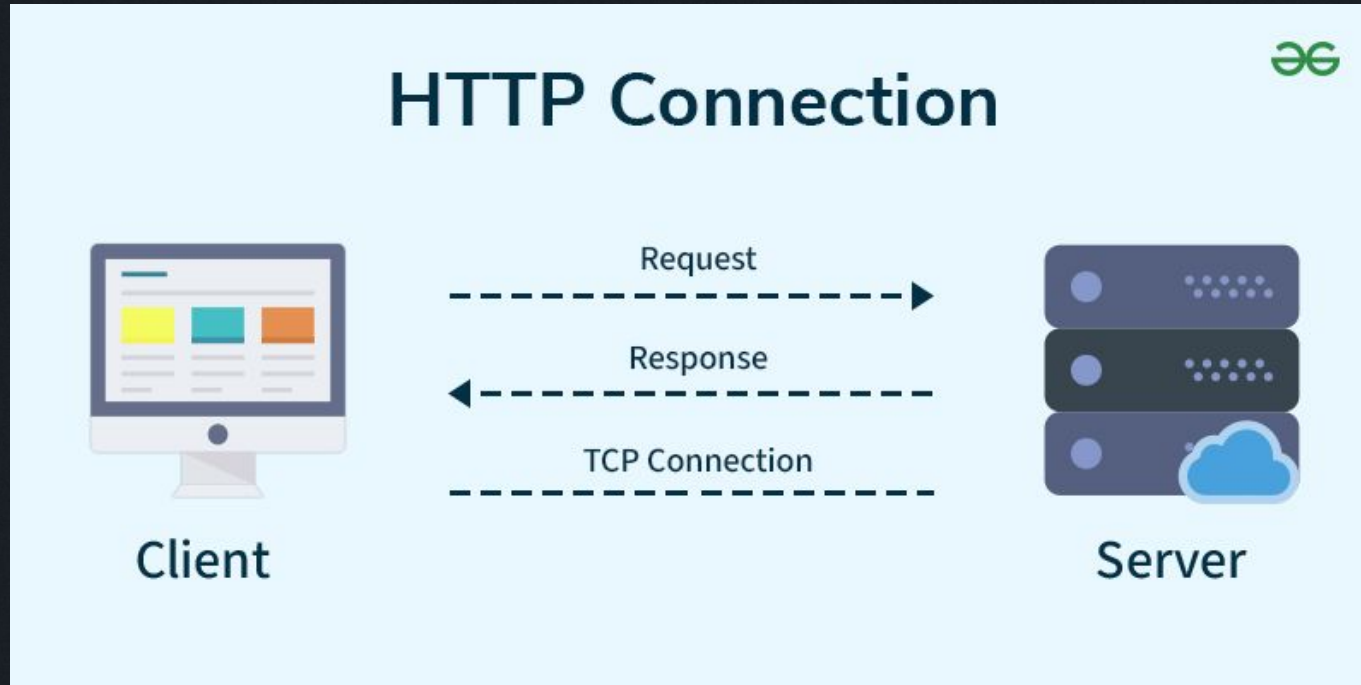 HTTP Connection
Request
Response
TCP Connection
Client
Server